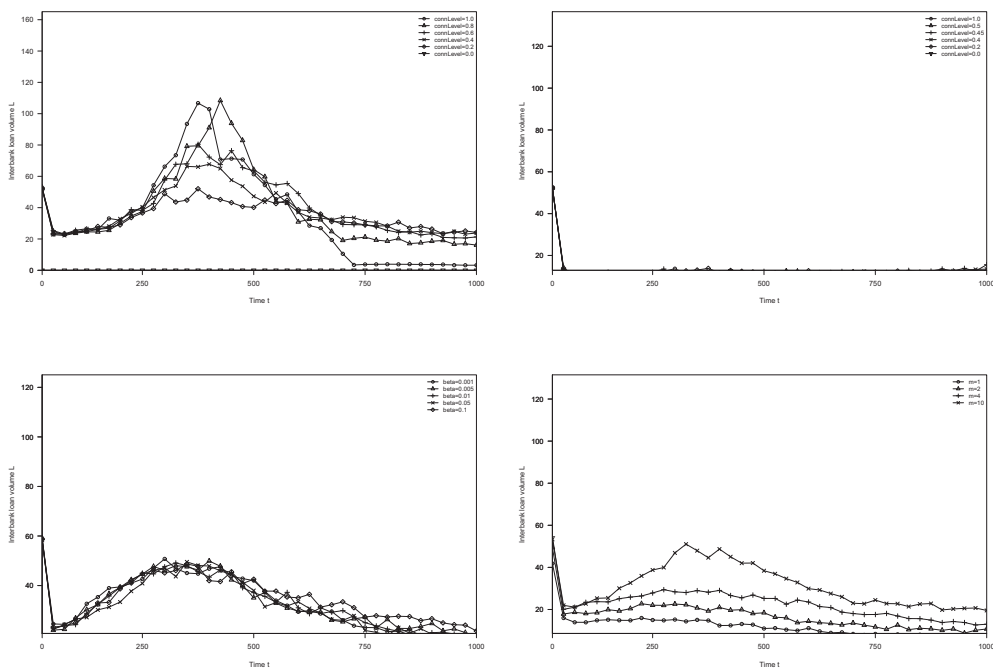 160
140
120
100
80
60
40
20
0
Interbank loan volume L
0
250
500
750
1000
Time t
connLevel=1.0
connLevel=0.8
connLevel=0.6
connLevel=0.4
connLevel=0.2
connLevel=0.0
120
100
80
60
40
20
Interbank loan volume L
0
250
500
750
1000
Time t
connLevel=1.0
connLevel=0.5
connLevel=0.45
connLevel=0.4
connLevel=0.2
connLevel=0.0
120
100
80
60
40
Interbank loan volume L
0
250
500
750
1000
Time t
beta=0.001
beta=0.005
beta=0.01
beta=0.05
beta=0.1
120
100
80
60
40
20
Interbank loan volume L
0
250
500
750
1000
Time t
m=1
m=2
m=4
m=10